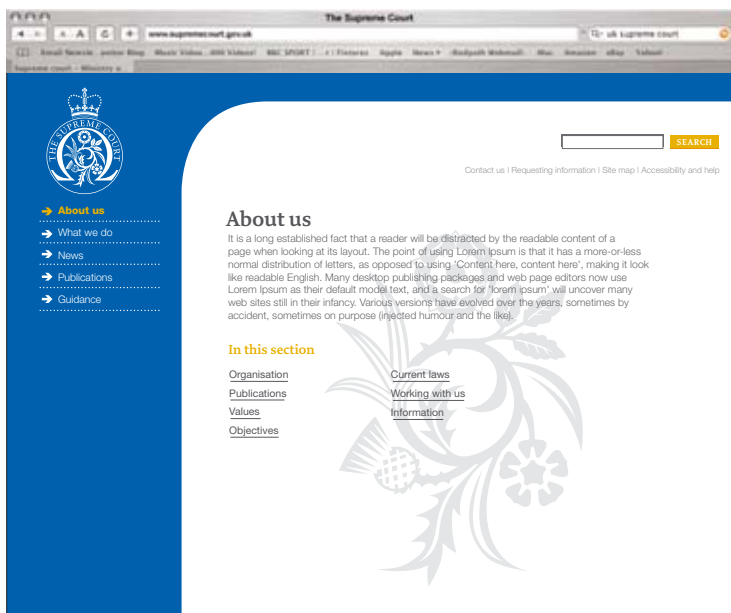 The Supreme Court
www.supremecourt.gov.uk
uk supreme court
BBC SPORT
Apple
News
Amazon
eBay
Yahoo!
THE SUPREME COURT
SEARCH
Contact us | Requesting information | Site map | Accessibility and help
About us
What we do
News
Publications
Guidance
About us
It is a long established fact that a reader will be distracted by the readable content of a
page when looking at its layout. The point of using Lorem Ipsum is that it has a more-or-less
normal distribution of letters, as opposed to using 'Content here, content here', making it look
like readable English. Many desktop publishing packages and web page editors now use
Lorem Ipsum as their default model text, and a search for 'lorem ipsum' will uncover many
web sites still in their infancy. Various versions have evolved over the years, sometimes by
accident, sometimes on purpose (injected humour and the like).
In this section
Organisation
Publications
Values
Objectives
Current laws
Working with us
Information